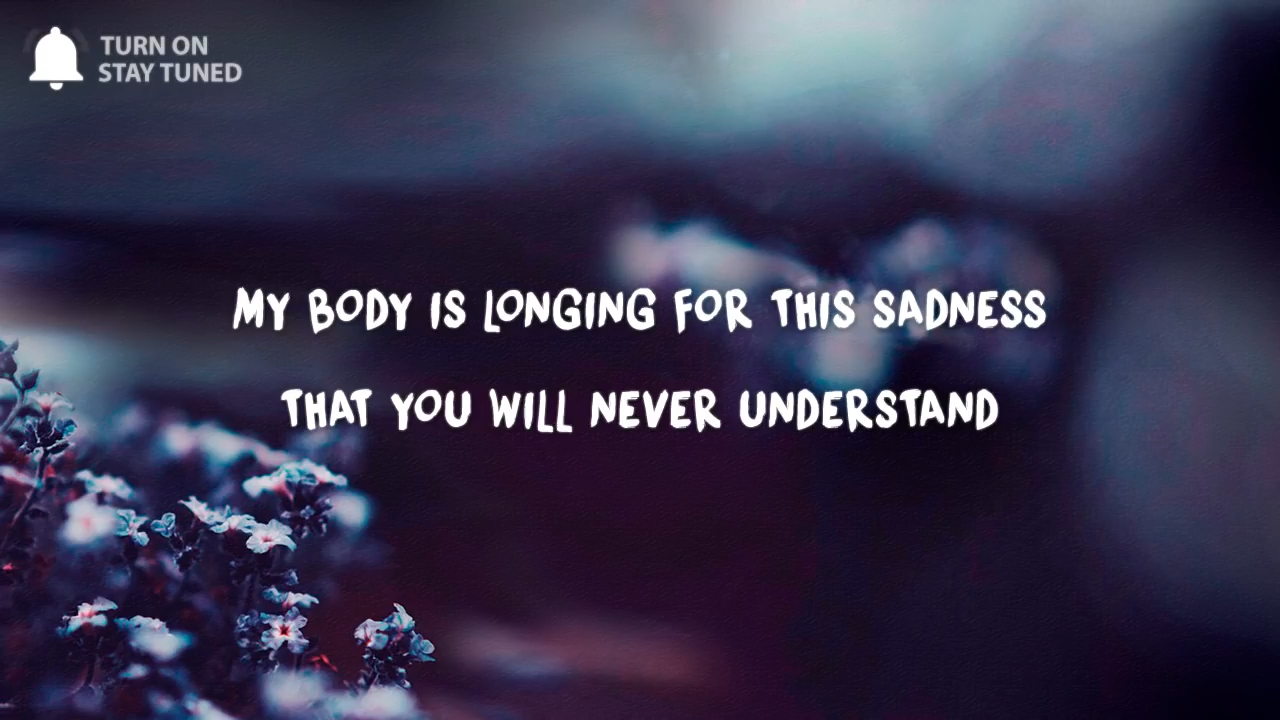 TURN ON
STAY TUNED
MY BODY IS LONGING FOR THIS SADNESS
THAT YOU WILL NEVER UNDERSTAND